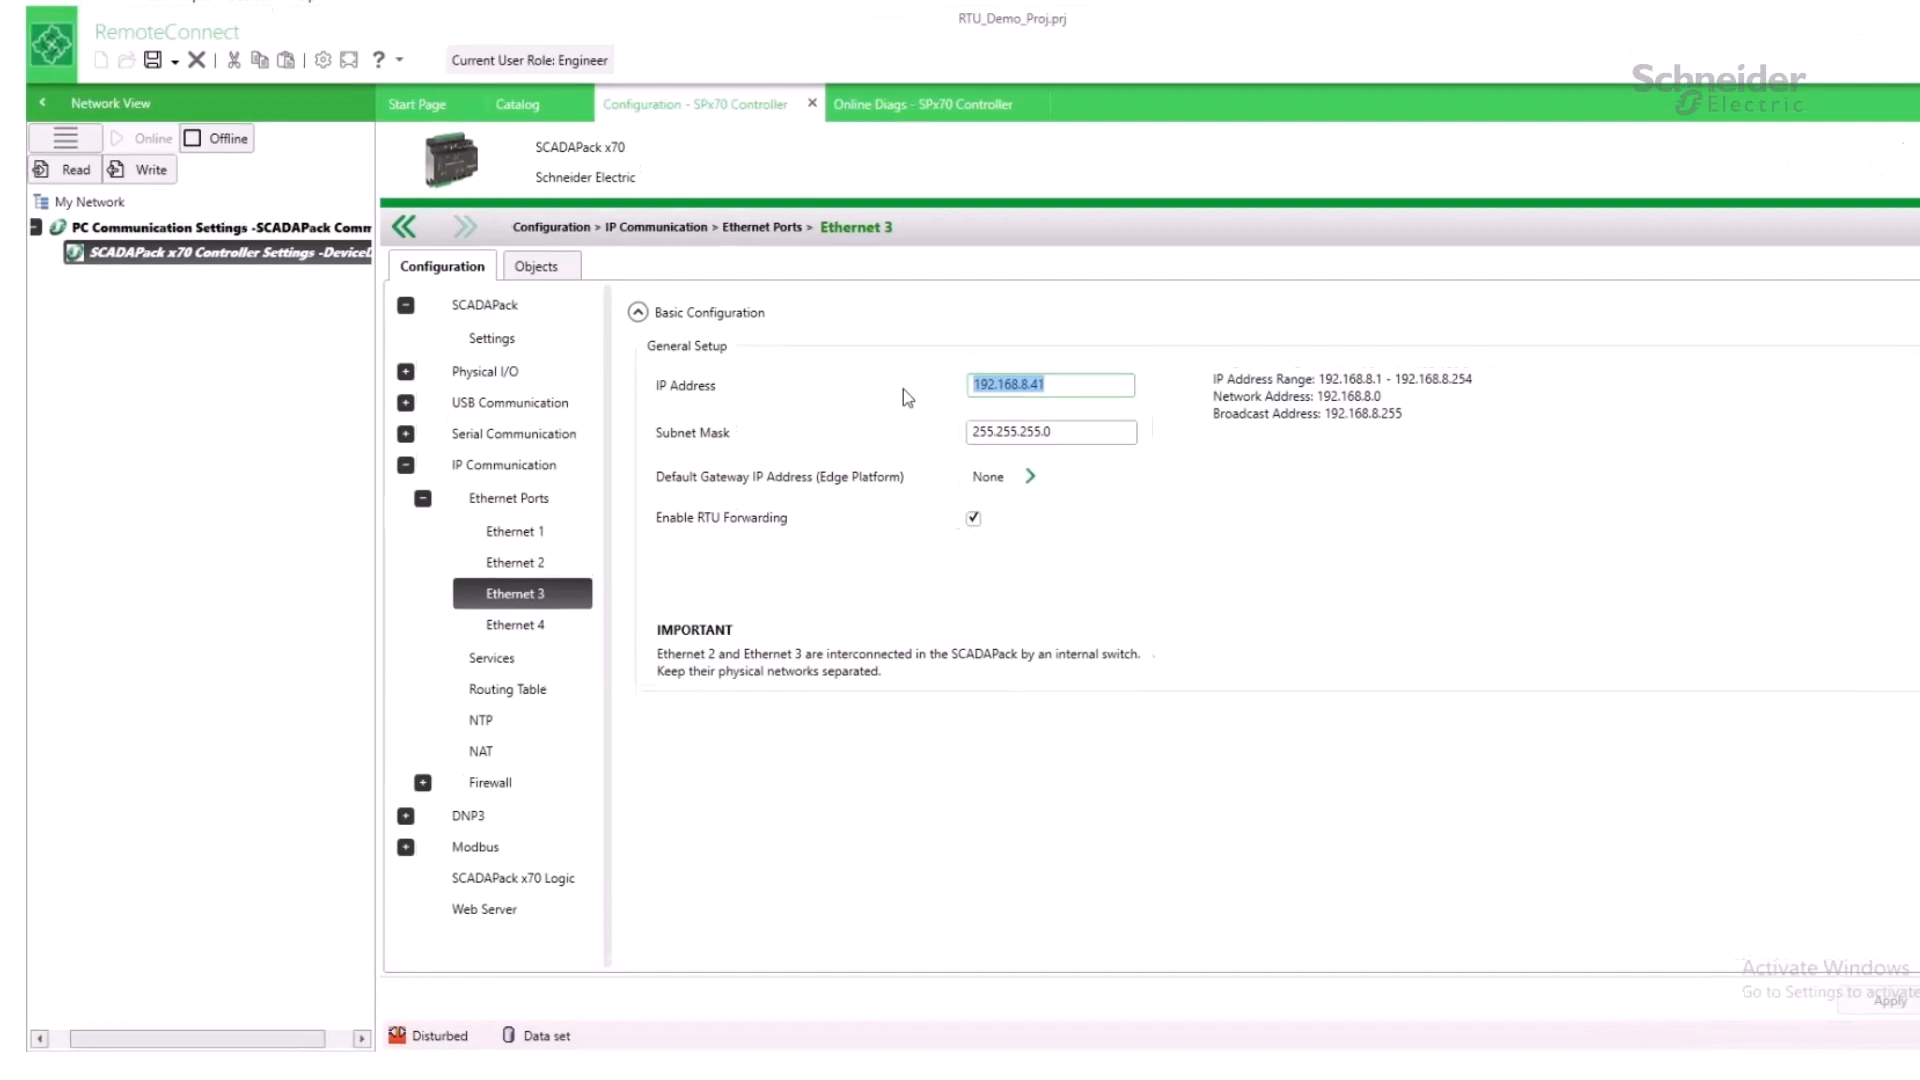 RTU_Demo_Proj.prj
RemoteConnect
?
Current User Role: Engineer
Schneider
Electric
Network View
Start Page
Catalog
Configuration - SPx70 Controller
Online Diags - SPx70 Controller
Online
Offline
Read
Write
SCADAPack x70
Schneider Electric
My Network
PC Communication Settings -SCADAPack Comm
SCADAPack x70 Controller Settings -Device
Configuration > IP Communication > Ethernet Ports > Ethernet 3
Configuration
Objects
SCADAPack
Settings
Physical I/O
USB Communication
Serial Communication
IP Communication
Ethernet Ports
Ethernet 1
Ethernet 2
Ethernet 3
Ethernet 4
Services
Routing Table
NTP
NAT
Firewall
DNP3
Modbus
SCADAPack x70 Logic
Web Server
Basic Configuration
General Setup
IP Address
192.168.8.41
IP Address Range: 192.168.8.1 - 192.168.8.254
Network Address: 192.168.8.0
Broadcast Address: 192.168.8.255
Subnet Mask
255.255.255.0
Default Gateway IP Address (Edge Platform)
None
Enable RTU Forwarding
IMPORTANT
Ethernet 2 and Ethernet 3 are interconnected in the SCADAPack by an internal switch.
Keep their physical networks separated.
Activate Windows
Go to Settings to activate
Apply
Disturbed
Data set